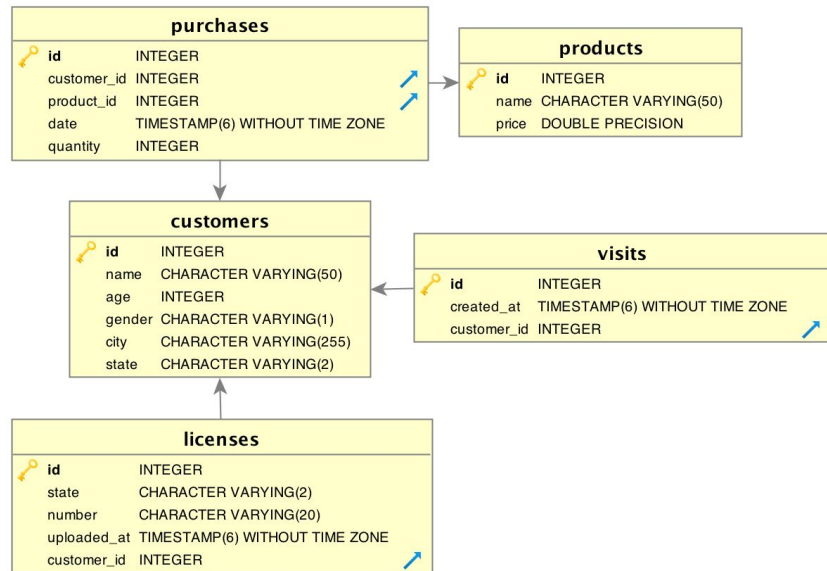 purchases
id INTEGER
customer_id INTEGER
product_id INTEGER
date TIMESTAMP(6) WITHOUT TIME ZONE
quantity INTEGER
products
id INTEGER
name CHARACTER VARYING(50)
price DOUBLE PRECISION
customers
id INTEGER
name CHARACTER VARYING(50)
age INTEGER
gender CHARACTER VARYING(1)
city CHARACTER VARYING(255)
state CHARACTER VARYING(2)
visits
id INTEGER
created_at TIMESTAMP(6) WITHOUT TIME ZONE
customer_id INTEGER
licenses
id INTEGER
state CHARACTER VARYING(2)
number CHARACTER VARYING(20)
uploaded_at TIMESTAMP(6) WITHOUT TIME ZONE
customer_id INTEGER